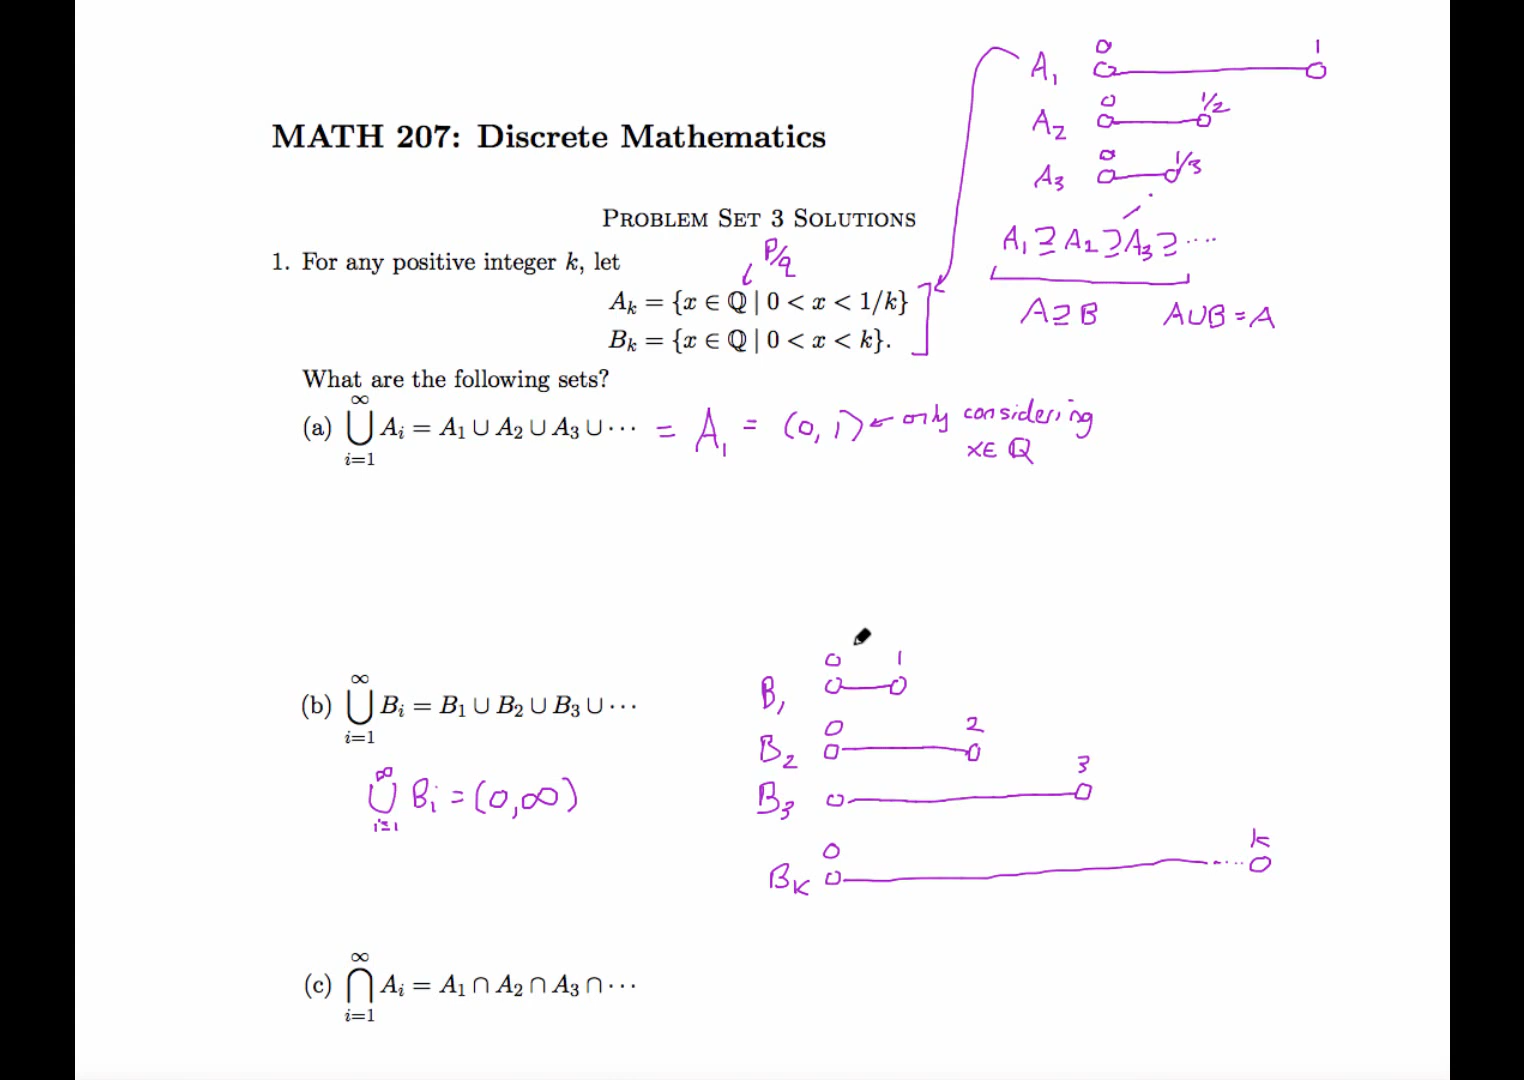 A₁ 0 1
A₂ 0 1/2
MATH 207: Discrete Mathematics
A₃ 0 1/3
PROBLEM SET 3 SOLUTIONS
A₁ ⊇ A₂ ⊇ A₃ ⊇ ....
1. For any positive integer k, let
P/q
Aₖ = {x ∈ ℚ | 0 < x < 1/k}
A ⊇ B A ∪ B = A
Bₖ = {x ∈ ℚ | 0 < x < k}.
What are the following sets?
(a) ⋃_{i=1}^{∞} Aᵢ = A₁ ∪ A₂ ∪ A₃ ∪ ··· = A₁ = (0, 1) ← only considering
x ∈ ℚ
B₁ 0 1
(b) ⋃_{i=1}^{∞} Bᵢ = B₁ ∪ B₂ ∪ B₃ ∪ ···
B₂ 0 2
⋃_{i=1}^{∞} Bᵢ = (0, ∞)
B₃ 3
Bₖ 0 k
(c) ⋂_{i=1}^{∞} Aᵢ = A₁ ∩ A₂ ∩ A₃ ∩ ···